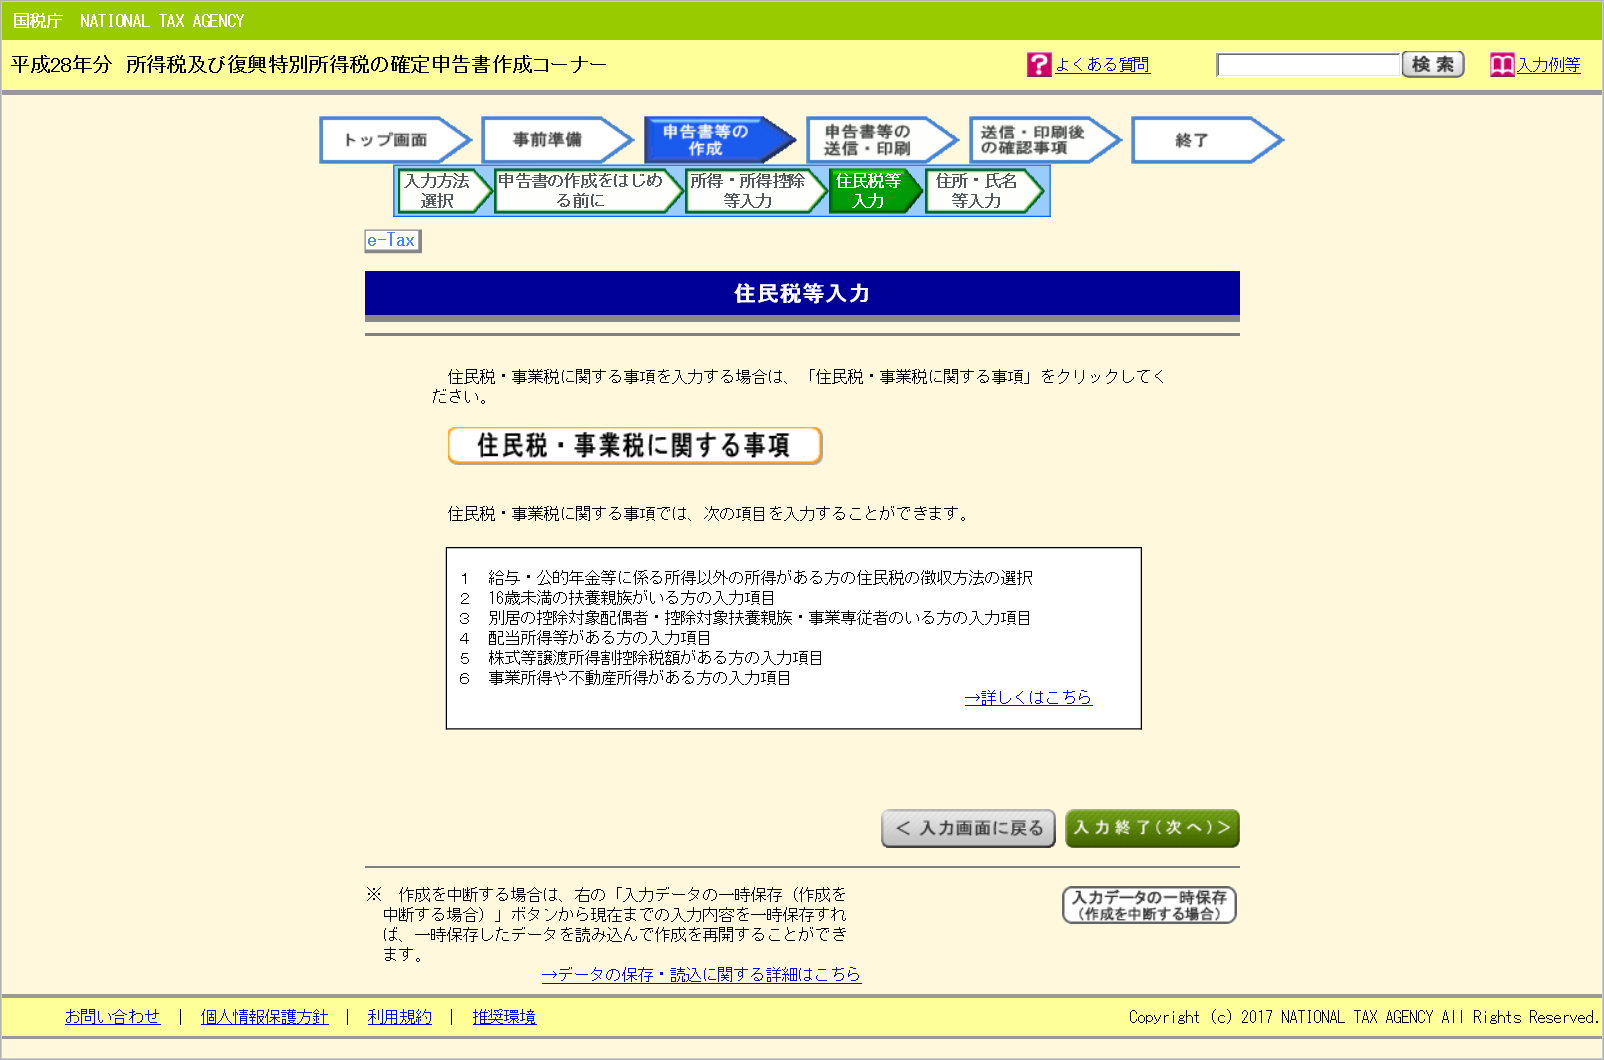 国税庁　NATIONAL TAX AGENCY
平成28年分　所得税及び復興特別所得税の確定申告書作成コーナー
よくある質問
検索
入力例等
トップ画面
事前準備
申告書等の
作成
申告書等の
送信・印刷
送信・印刷後
の確認事項
終了
入力方法
選択
申告書の作成をはじめ
る前に
所得・所得控除
等入力
住民税等
入力
住所・氏名
等入力
e-Tax
住民税等入力
住民税・事業税に関する事項を入力する場合は、「住民税・事業税に関する事項」をクリックしてく
ださい。
住民税・事業税に関する事項
住民税・事業税に関する事項では、次の項目を入力することができます。
1　給与・公的年金等に係る所得以外の所得がある方の住民税の徴収方法の選択
2　16歳未満の扶養親族がいる方の入力項目
3　別居の控除対象配偶者・控除対象扶養親族・事業専従者のいる方の入力項目
4　配当所得等がある方の入力項目
5　株式等譲渡所得割控除税額がある方の入力項目
6　事業所得や不動産所得がある方の入力項目
→詳しくはこちら
＜ 入力画面に戻る
入力終了(次へ)＞
※　作成を中断する場合は、右の「入力データの一時保存（作成を
中断する場合）」ボタンから現在までの入力内容を一時保存すれ
ば、一時保存したデータを読み込んで作成を再開することができ
ます。
入力データの一時保存
（作成を中断する場合）
→データの保存・読込に関する詳細はこちら
お問い合わせ　｜　個人情報保護方針　｜　利用規約　｜　推奨環境
Copyright (c) 2017 NATIONAL TAX AGENCY All Rights Reserved.